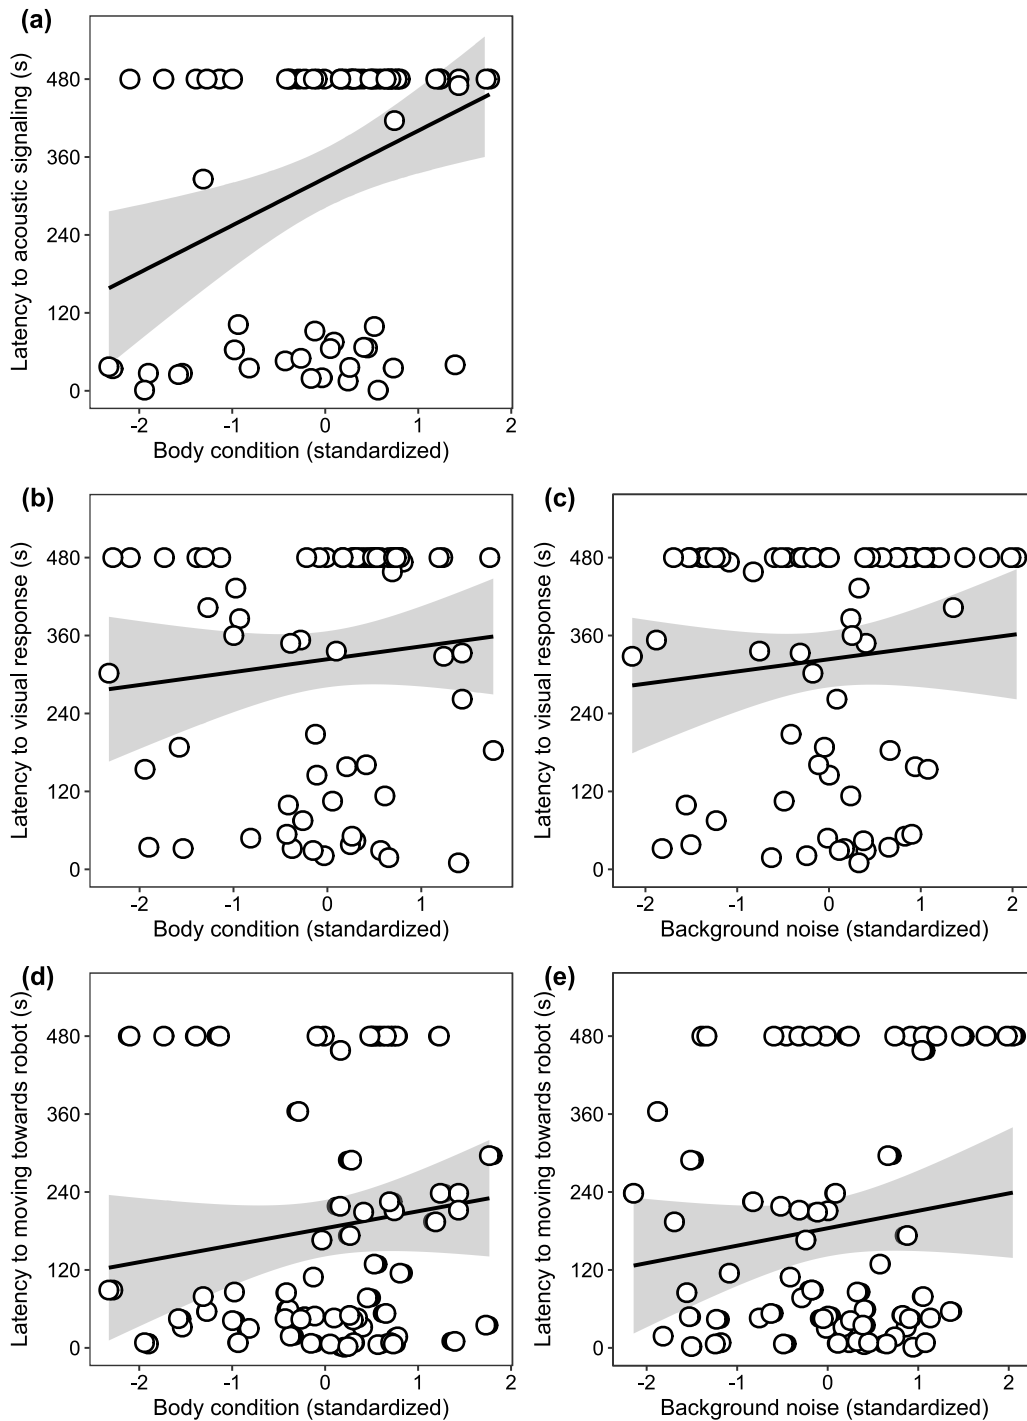 (a)
Latency to acoustic signaling (s)
480
360
240
120
0
-2 -1 0 1 2
Body condition (standardized)
(b)
Latency to visual response (s)
480
360
240
120
0
-2 -1 0 1
Body condition (standardized)
(c)
Latency to visual response (s)
480
360
240
120
0
-2 -1 0 1 2
Background noise (standardized)
(d)
Latency to moving towards robot (s)
480
360
240
120
0
-2 -1 0 1 2
Body condition (standardized)
(e)
Latency to moving towards robot (s)
480
360
240
120
0
-2 -1 0 1 2
Background noise (standardized)